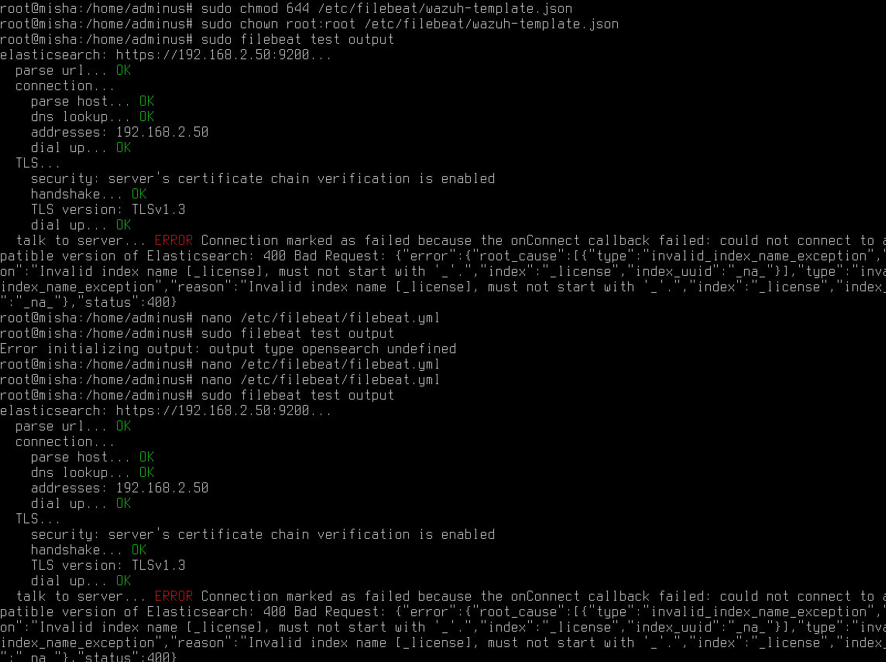 root@misha:/home/adminus# sudo chmod 644 /etc/filebeat/wazuh-template.json
root@misha:/home/adminus# sudo chown root:root /etc/filebeat/wazuh-template.json
root@misha:/home/adminus# sudo filebeat test output
elasticsearch: https://192.168.2.50:9200...
  parse url... OK
  connection...
    parse host... OK
    dns lookup... OK
    addresses: 192.168.2.50
    dial up... OK
  TLS...
    security: server's certificate chain verification is enabled
    handshake... OK
    TLS version: TLSv1.3
    dial up... OK
  talk to server... ERROR Connection marked as failed because the onConnect callback failed: could not connect to a
patible version of Elasticsearch: 400 Bad Request: {"error":{"root_cause":[{"type":"invalid_index_name_exception","
on":"Invalid index name [_license], must not start with '_'.","index":"_license","index_uuid":"_na_"}],"type":"inva
index_name_exception","reason":"Invalid index name [_license], must not start with '_'.","index":"_license","index_
":"_na_"},"status":400}
root@misha:/home/adminus# nano /etc/filebeat/filebeat.yml
root@misha:/home/adminus# sudo filebeat test output
Error initializing output: output type opensearch undefined
root@misha:/home/adminus# nano /etc/filebeat/filebeat.yml
root@misha:/home/adminus# nano /etc/filebeat/filebeat.yml
root@misha:/home/adminus# sudo filebeat test output
elasticsearch: https://192.168.2.50:9200...
  parse url... OK
  connection...
    parse host... OK
    dns lookup... OK
    addresses: 192.168.2.50
    dial up... OK
  TLS...
    security: server's certificate chain verification is enabled
    handshake... OK
    TLS version: TLSv1.3
    dial up... OK
  talk to server... ERROR Connection marked as failed because the onConnect callback failed: could not connect to a
patible version of Elasticsearch: 400 Bad Request: {"error":{"root_cause":[{"type":"invalid_index_name_exception","
on":"Invalid index name [_license], must not start with '_'.","index":"_license","index_uuid":"_na_"}],"type":"inva
index_name_exception","reason":"Invalid index name [_license], must not start with '_'.","index":"_license","index_
":"_na_"},"status":400}